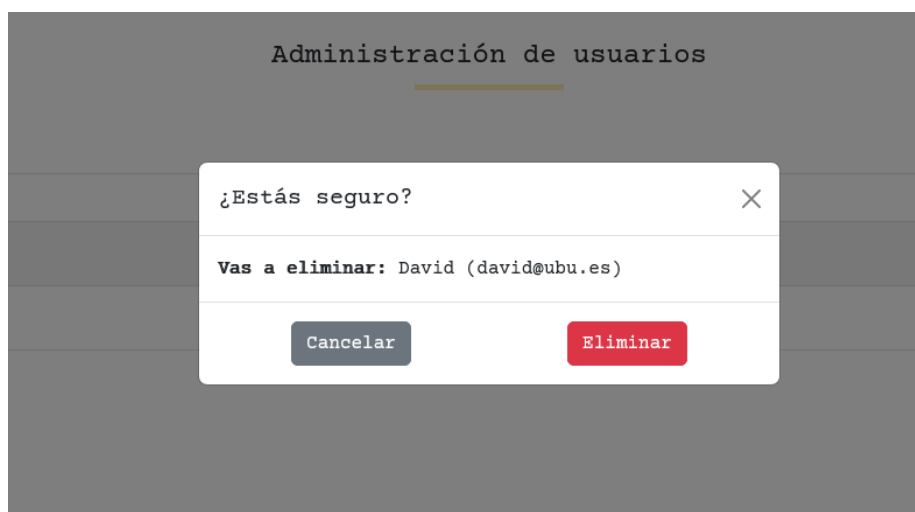 Administración de usuarios
¿Estás seguro?
Vas a eliminar: David (david@ubu.es)
Cancelar Eliminar